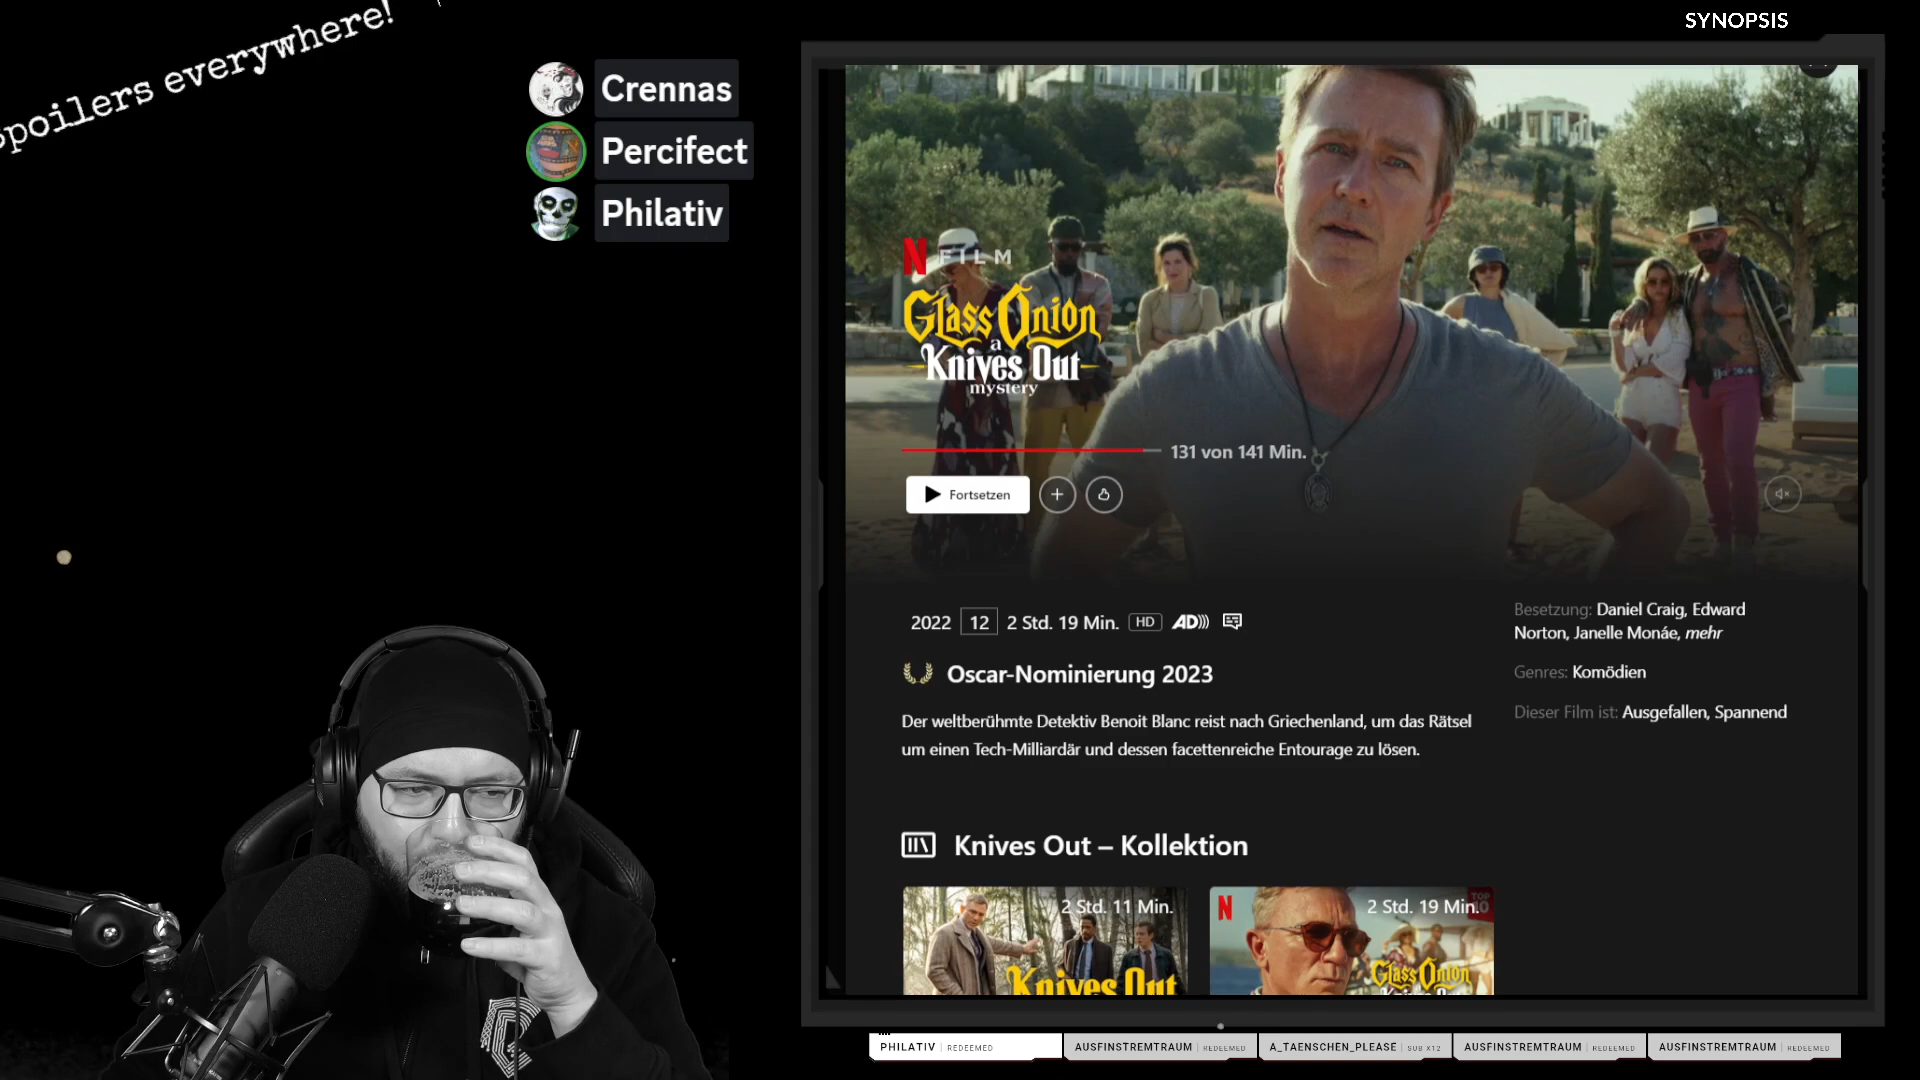 Spoilers everywhere!
SYNOPSIS
Crennas
Percifect
Philativ
N FILM
Glass Onion
a
Knives Out
mystery
131 von 141 Min.
Fortsetzen
2022 12 2 Std. 19 Min. HD AD
Oscar-Nominierung 2023
Der weltberühmte Detektiv Benoit Blanc reist nach Griechenland, um das Rätsel
um einen Tech-Milliardär und dessen facettenreiche Entourage zu lösen.
Besetzung: Daniel Craig, Edward
Norton, Janelle Monáe, mehr
Genres: Komödien
Dieser Film ist: Ausgefallen, Spannend
Knives Out – Kollektion
2 Std. 11 Min.
Knives Out
N
2 Std. 19 Min.
TOP
10
Glass Onion
PHILATIV | REDEEMED
AUSFINSTREMTRAUM | REDEEMED
A_TAENSCHEN_PLEASE | SUB X12
AUSFINSTREMTRAUM | REDEEMED
AUSFINSTREMTRAUM | REDEEMED